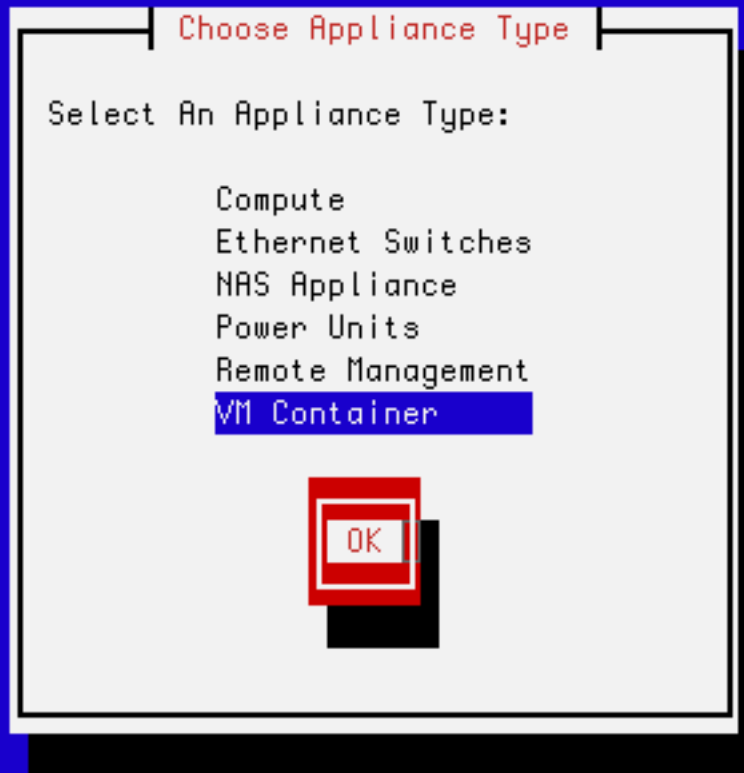 Choose Appliance Type
Select An Appliance Type:
Compute
Ethernet Switches
NAS Appliance
Power Units
Remote Management
VM Container
OK